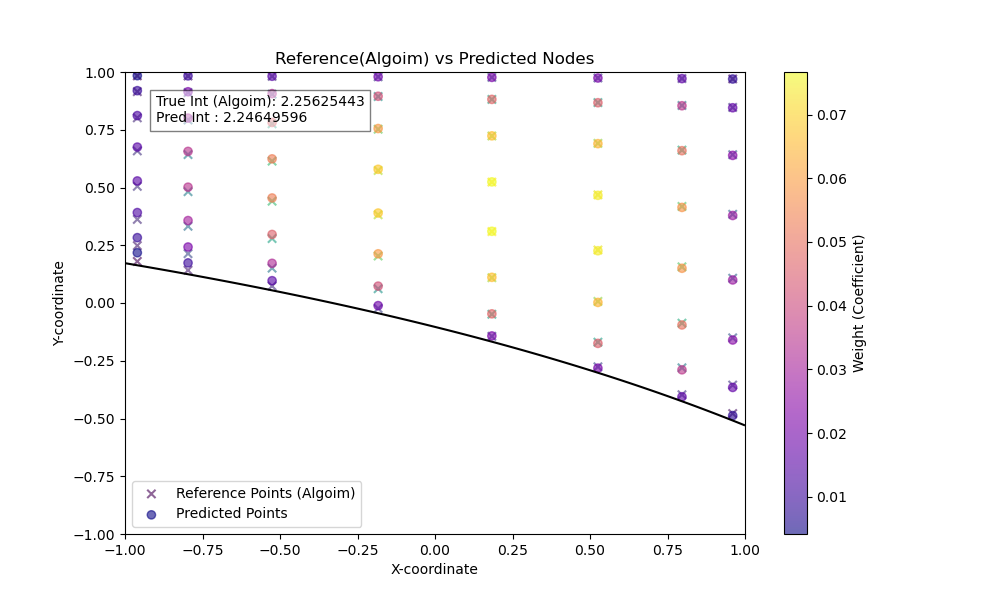 Reference(Algoim) vs Predicted Nodes
True Int (Algoim): 2.25625443
Pred Int : 2.24649596
1.00
0.75
0.50
0.25
0.00
−0.25
−0.50
−0.75
−1.00
Y-coordinate
Reference Points (Algoim)
Predicted Points
−1.00 −0.75 −0.50 −0.25 0.00 0.25 0.50 0.75 1.00
X-coordinate
0.07
0.06
0.05
0.04
0.03
0.02
0.01
Weight (Coefficient)